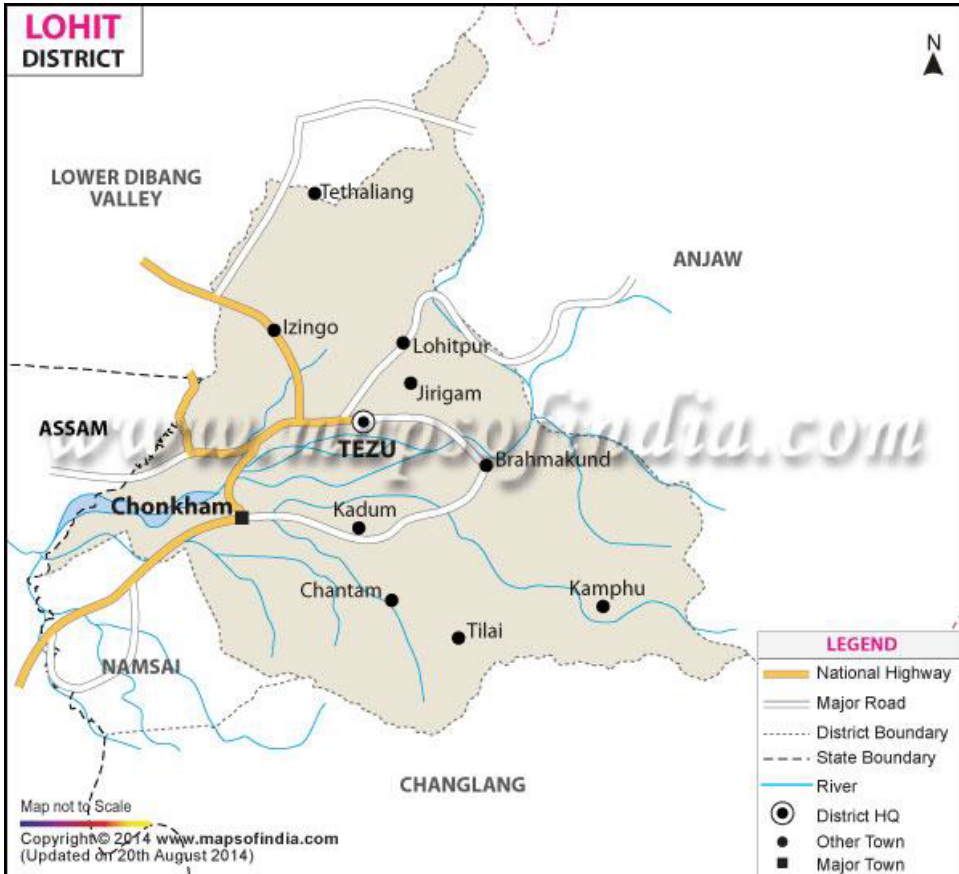 LOHIT
DISTRICT
N
LOWER DIBANG
VALLEY
Tethaliang
ANJAW
Izingo
Lohitpur
Jirigam
ASSAM
www.mapsofindia.com
TEZU
Brahmakund
Chonkham
Kadum
Chantam
Kamphu
Tilai
NAMSAI
CHANGLANG
LEGEND
National Highway
Major Road
District Boundary
State Boundary
River
District HQ
Other Town
Major Town
Map not to Scale
Copyright © 2014 www.mapsofindia.com
(Updated on 20th August 2014)